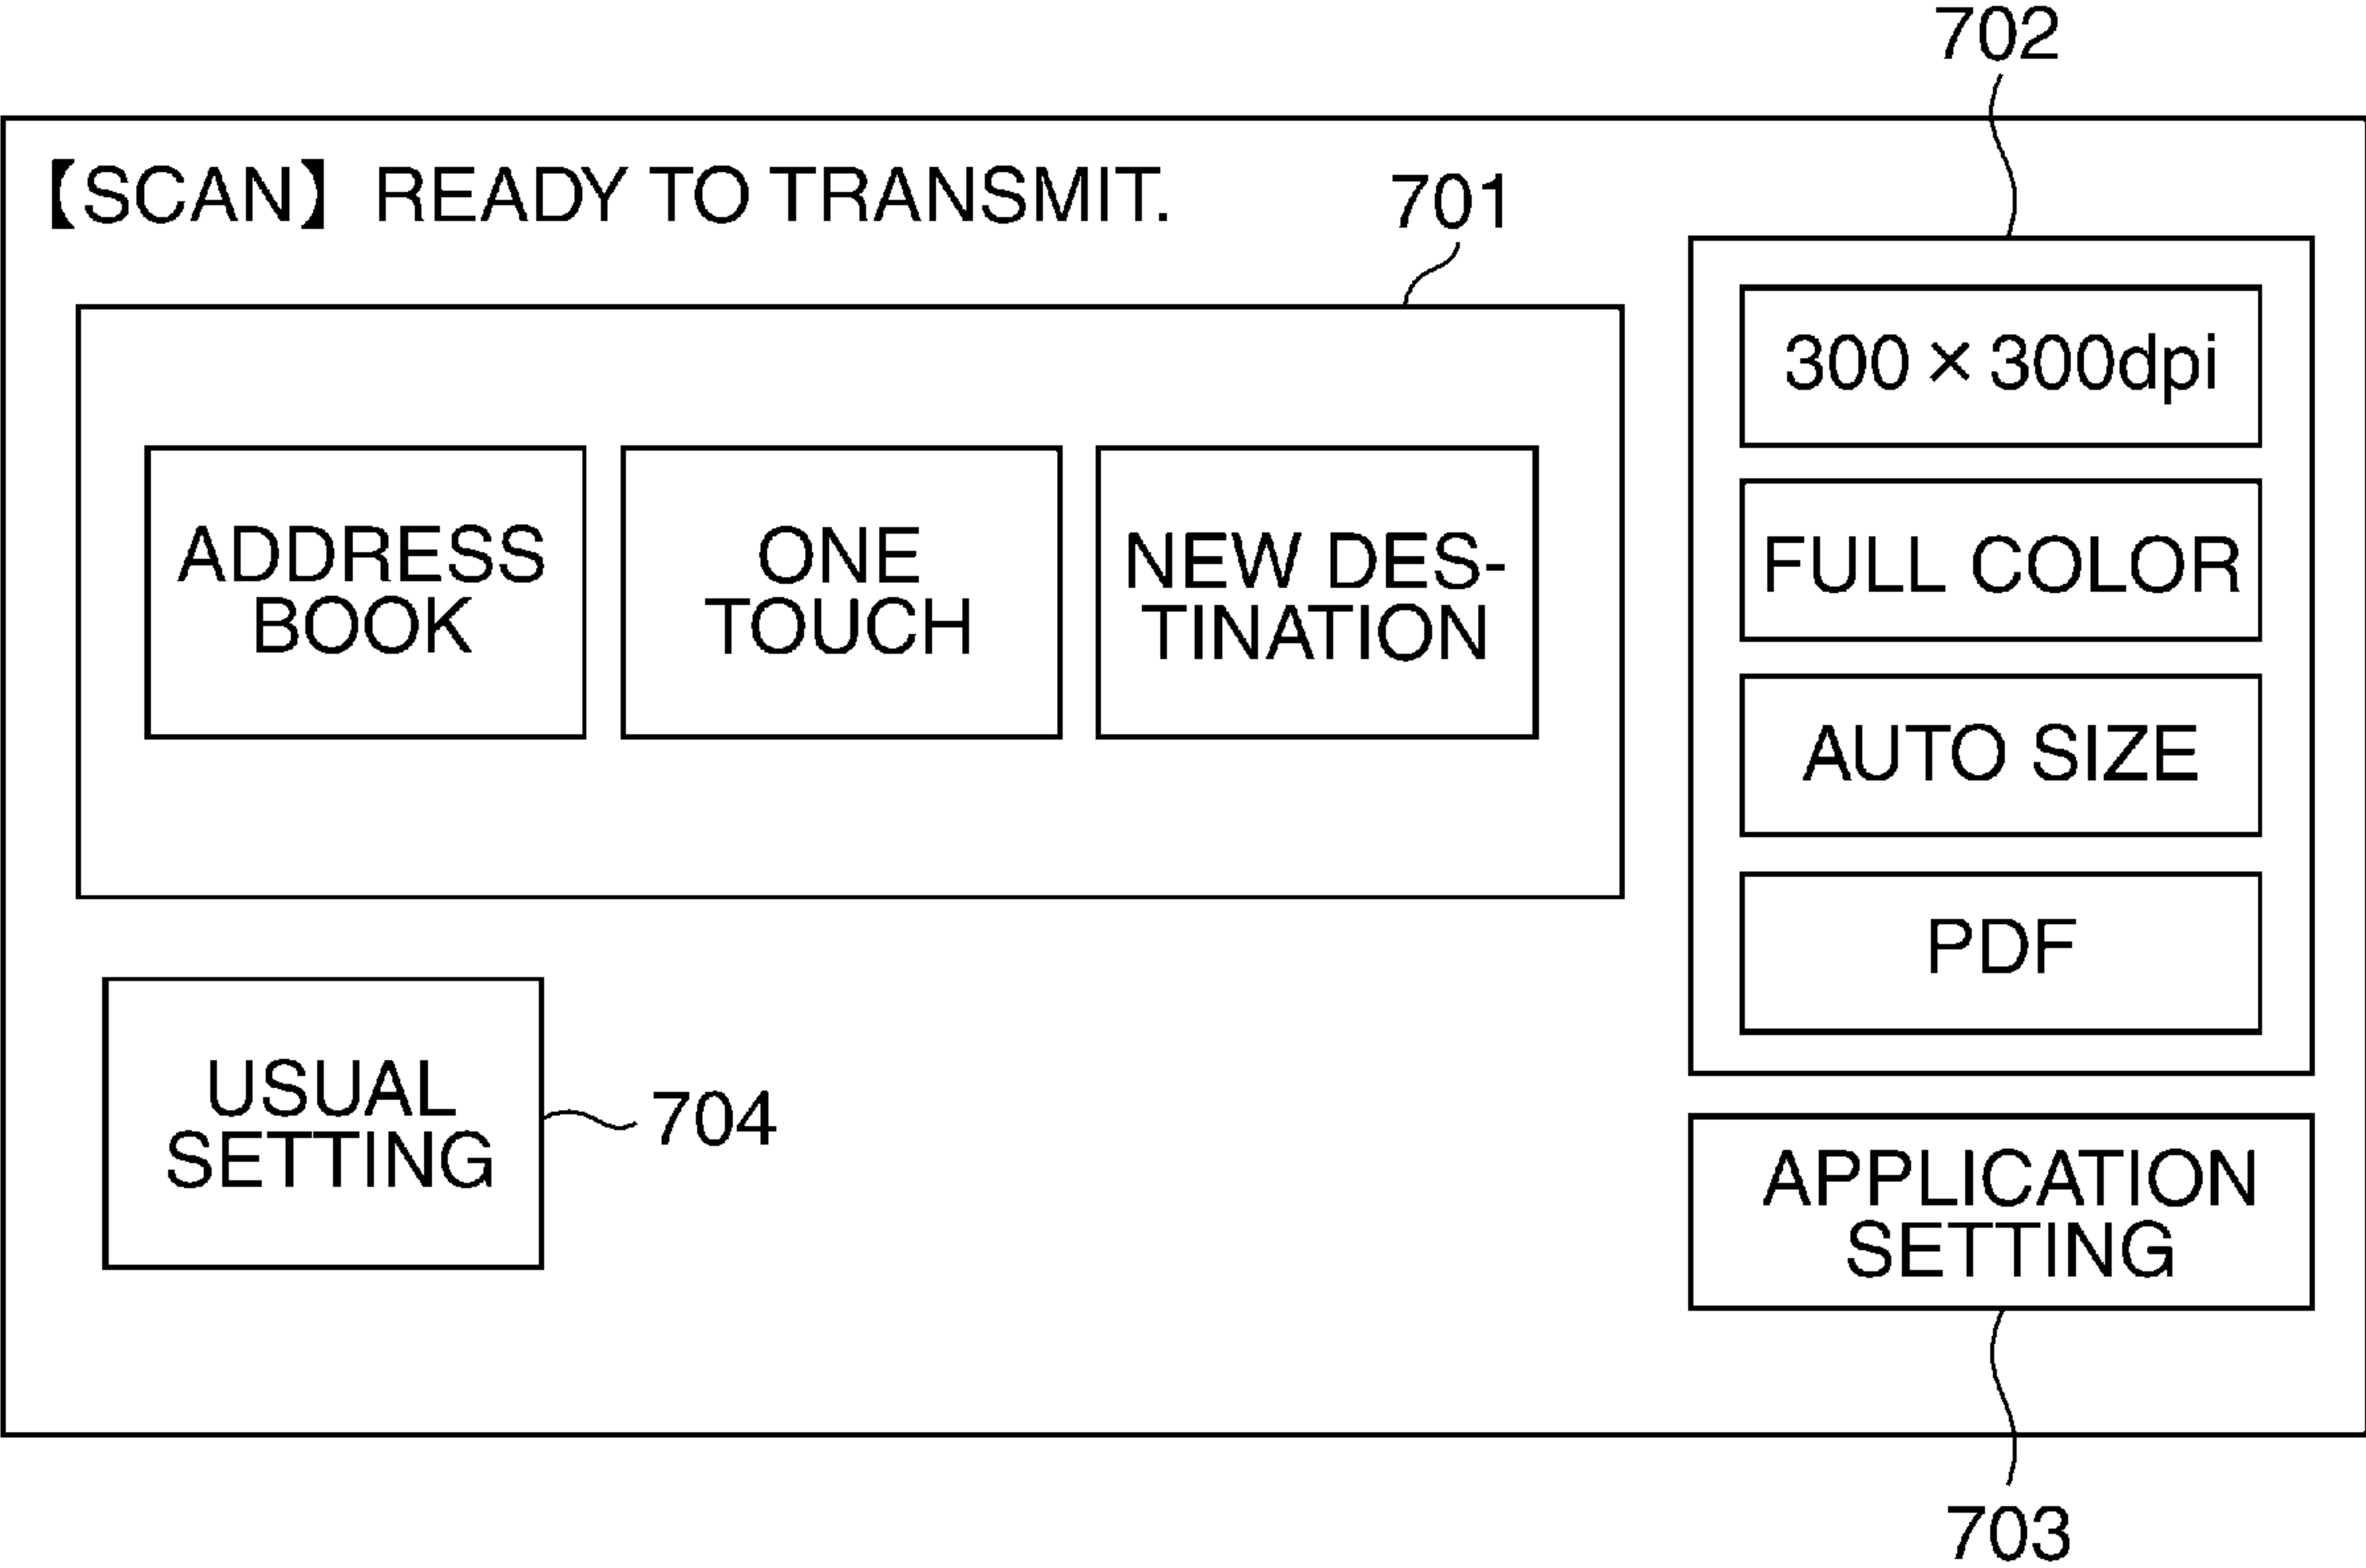 702
【SCAN】 READY TO TRANSMIT.
701
300 × 300dpi
ADDRESS
BOOK
ONE
TOUCH
NEW DES-
TINATION
FULL COLOR
AUTO SIZE
PDF
USUAL
SETTING
704
APPLICATION
SETTING
703